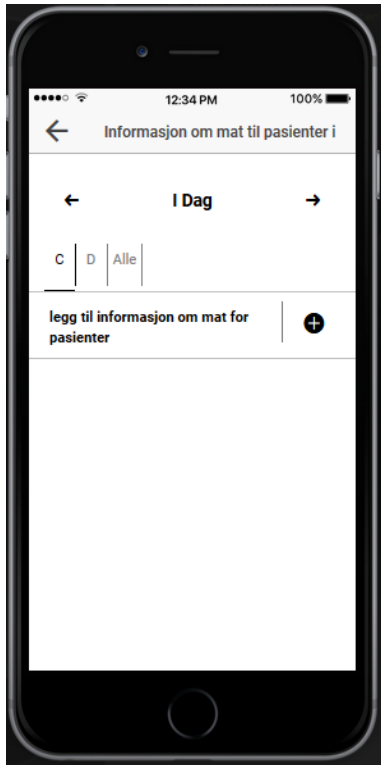 12:34 PM 100%
Informasjon om mat til pasienter i
I Dag
C D Alle
legg til informasjon om mat for
pasienter